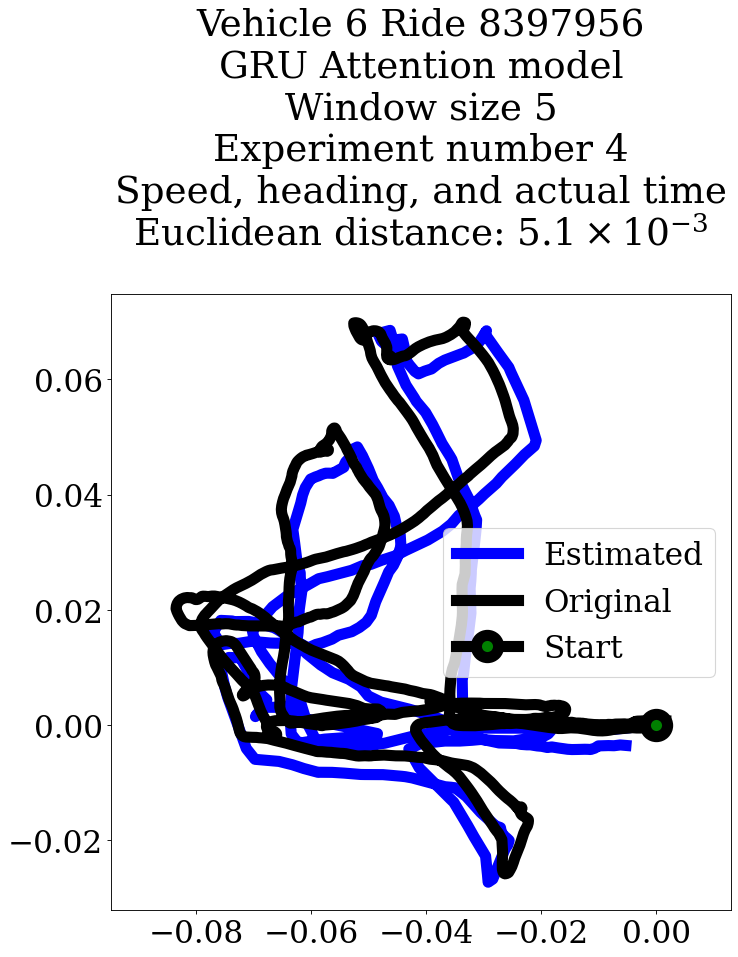 Vehicle 6 Ride 8397956
GRU Attention model
Window size 5
Experiment number 4
Speed, heading, and actual time
Euclidean distance: 5.1 × 10⁻³
0.06
0.04
0.02
0.00
−0.02
Estimated
Original
Start
−0.08 −0.06 −0.04 −0.02 0.00